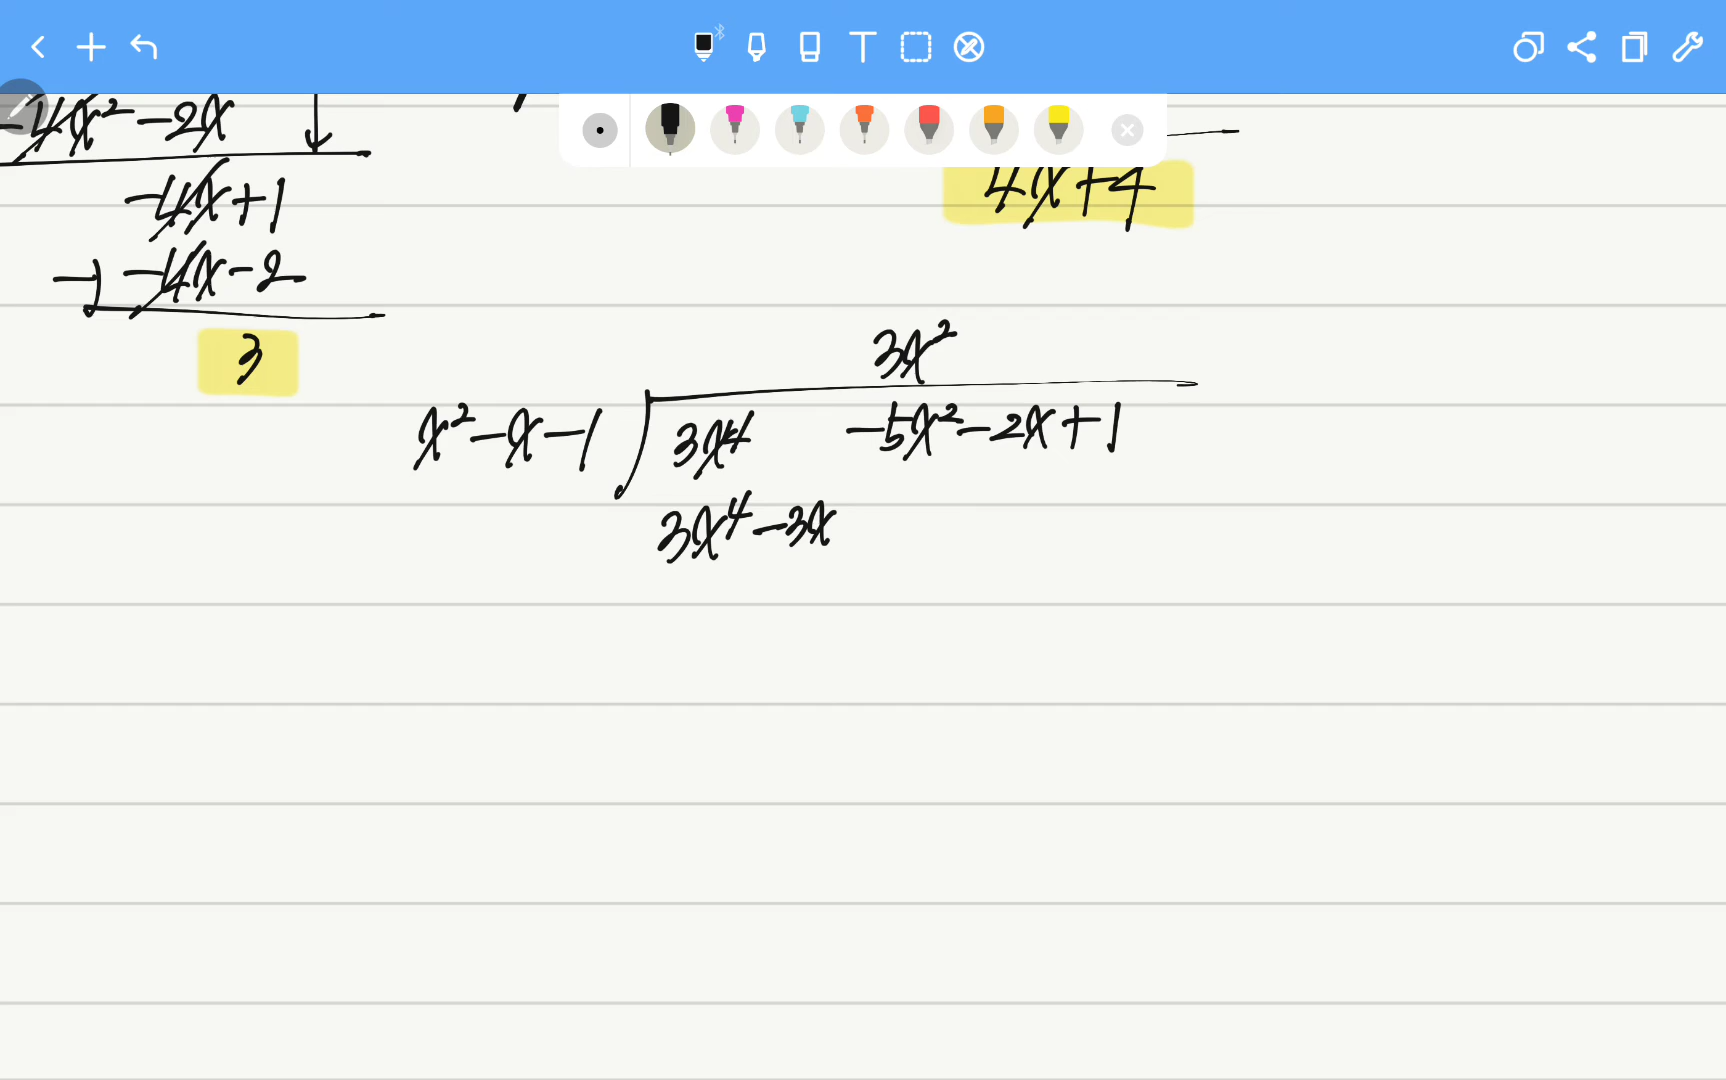 -4x²-2x
-4x+1
-) -4x-2
3
4x+4
3x²
x²-x-1 ) 3x⁴ -5x²-2x+1
3x⁴-3x